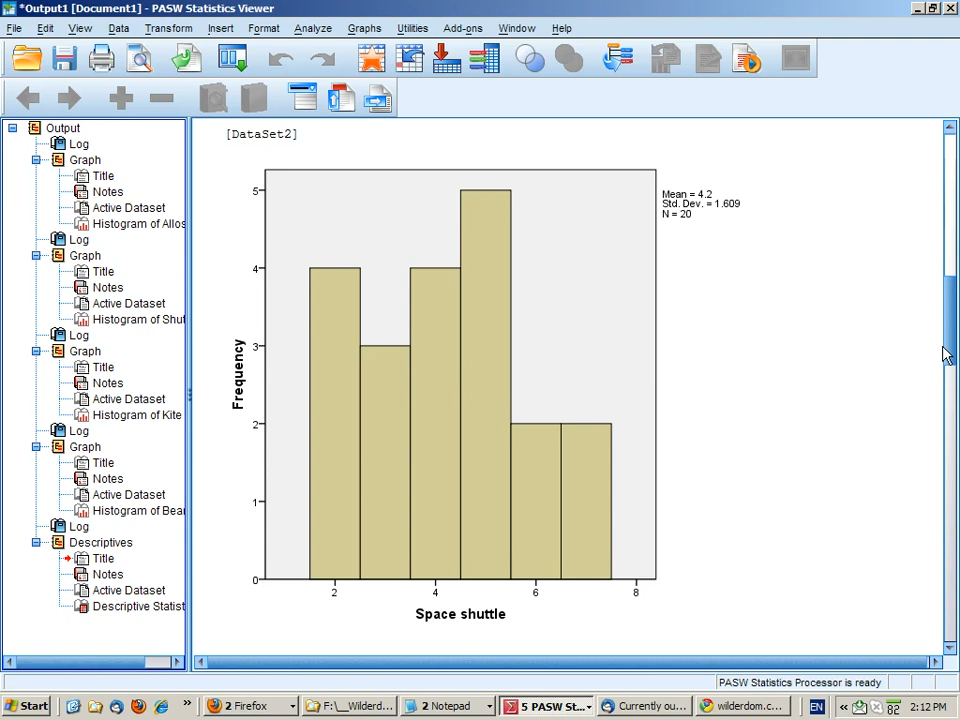 *Output1 [Document1] - PASW Statistics Viewer
File Edit View Data Transform Insert Format Analyze Graphs Utilities Add-ons Window Help
Output
Log
Graph
Title
Notes
Active Dataset
Histogram of Allos
Log
Graph
Title
Notes
Active Dataset
Histogram of Shut
Log
Graph
Title
Notes
Active Dataset
Histogram of Kite
Log
Graph
Title
Notes
Active Dataset
Histogram of Bear
Log
Descriptives
Title
Notes
Active Dataset
Descriptive Statist
[DataSet2]
Mean = 4.2
Std. Dev. = 1.609
N = 20
5
4
3
2
1
0
Frequency
2 4 6 8
Space shuttle
PASW Statistics Processor is ready
Start » 2 Firefox F:\__Wilderd... 2 Notepad 5 PASW St... Currently ou... wilderdom.c... EN « 82 2:12 PM